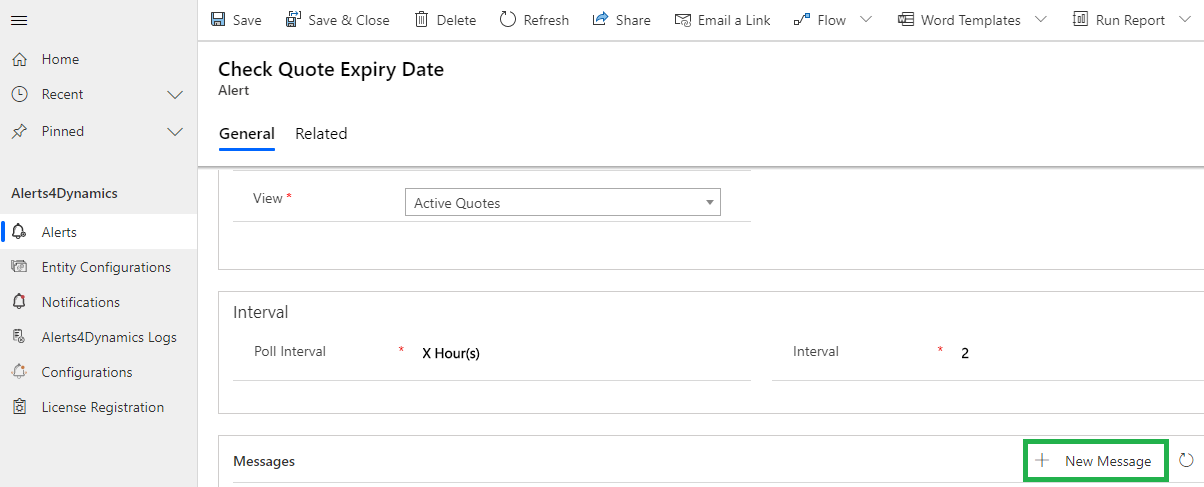 Save Save & Close Delete Refresh Share Email a Link Flow Word Templates Run Report
Home
Recent
Pinned
Alerts4Dynamics
Alerts
Entity Configurations
Notifications
Alerts4Dynamics Logs
Configurations
License Registration
Check Quote Expiry Date
Alert
General Related
View * Active Quotes
Interval
Poll Interval * X Hour(s) Interval * 2
Messages + New Message